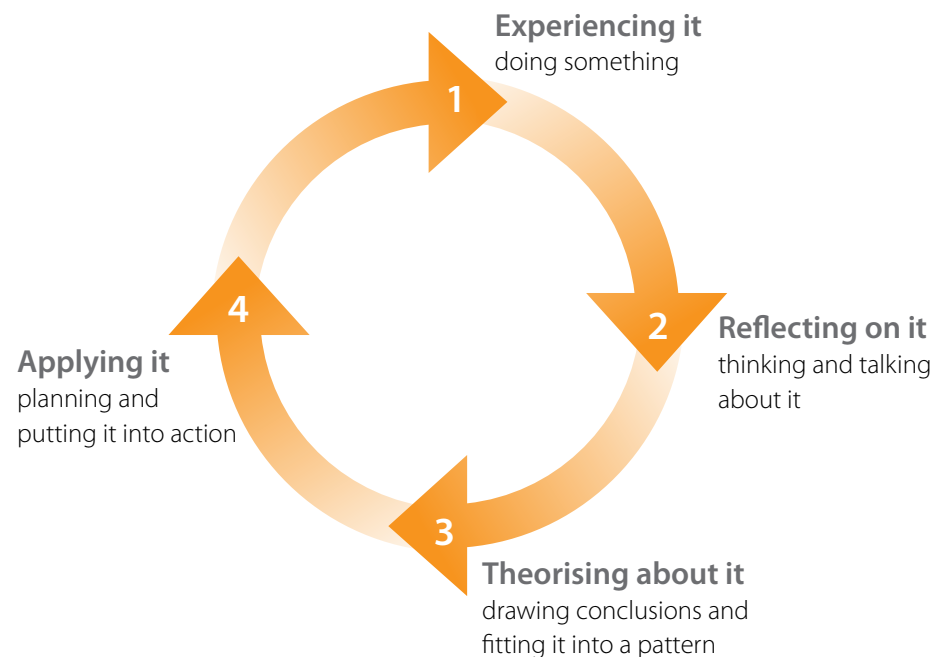 1
Experiencing it
doing something
2
Reflecting on it
thinking and talking
about it
3
Theorising about it
drawing conclusions and
fitting it into a pattern
4
Applying it
planning and
putting it into action